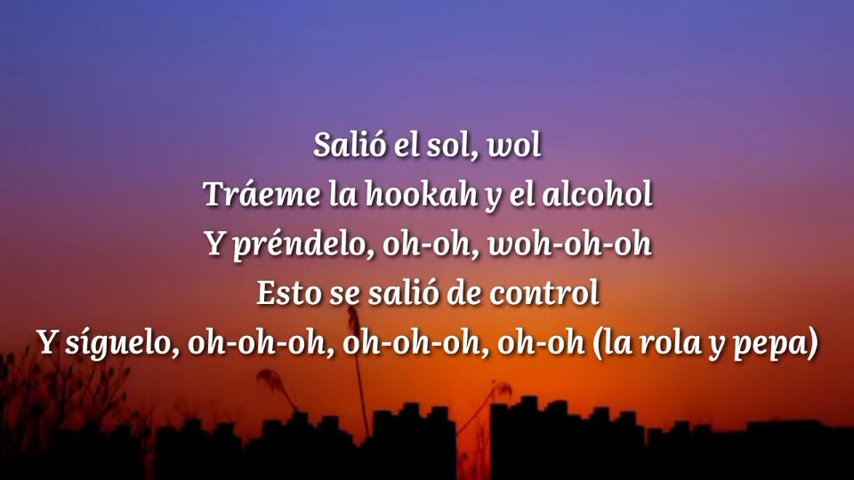 Salió el sol, wol
Tráeme la hookah y el alcohol
Y préndelo, oh-oh, woh-oh-oh
Esto se salió de control
Y síguelo, oh-oh-oh, oh-oh-oh, oh-oh (la rola y pepa)